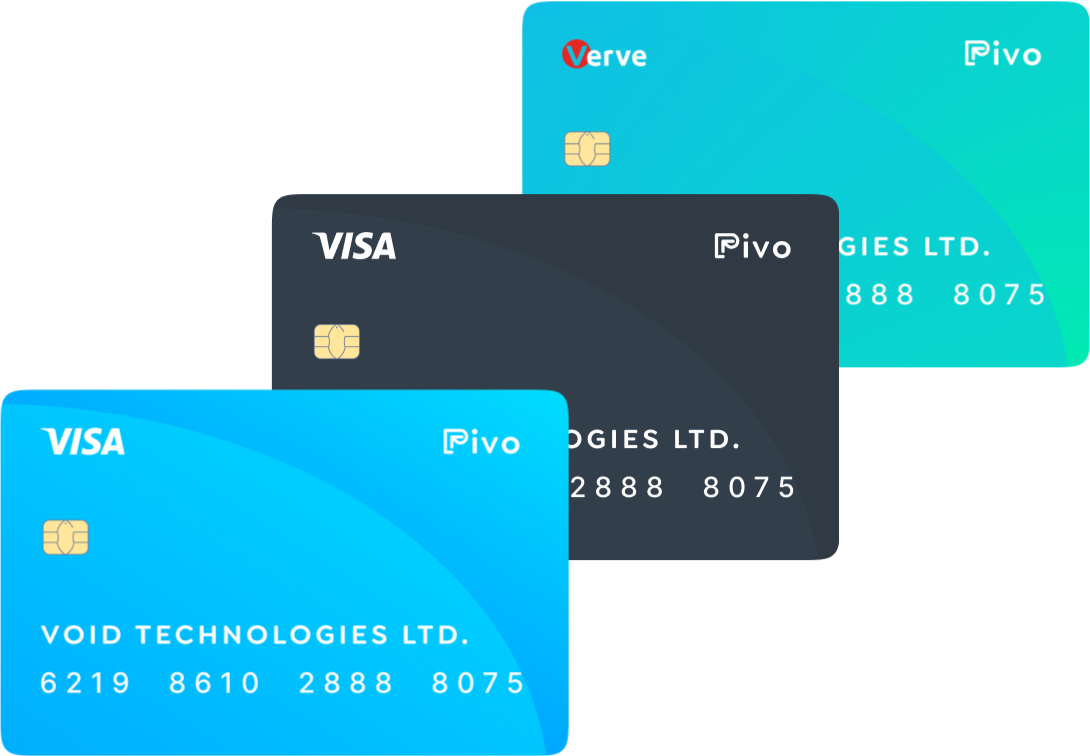 Verve Pivo
GIES LTD.
888 8075
VISA Pivo
OGIES LTD.
2888 8075
VISA Pivo
VOID TECHNOLOGIES LTD.
6219 8610 2888 8075